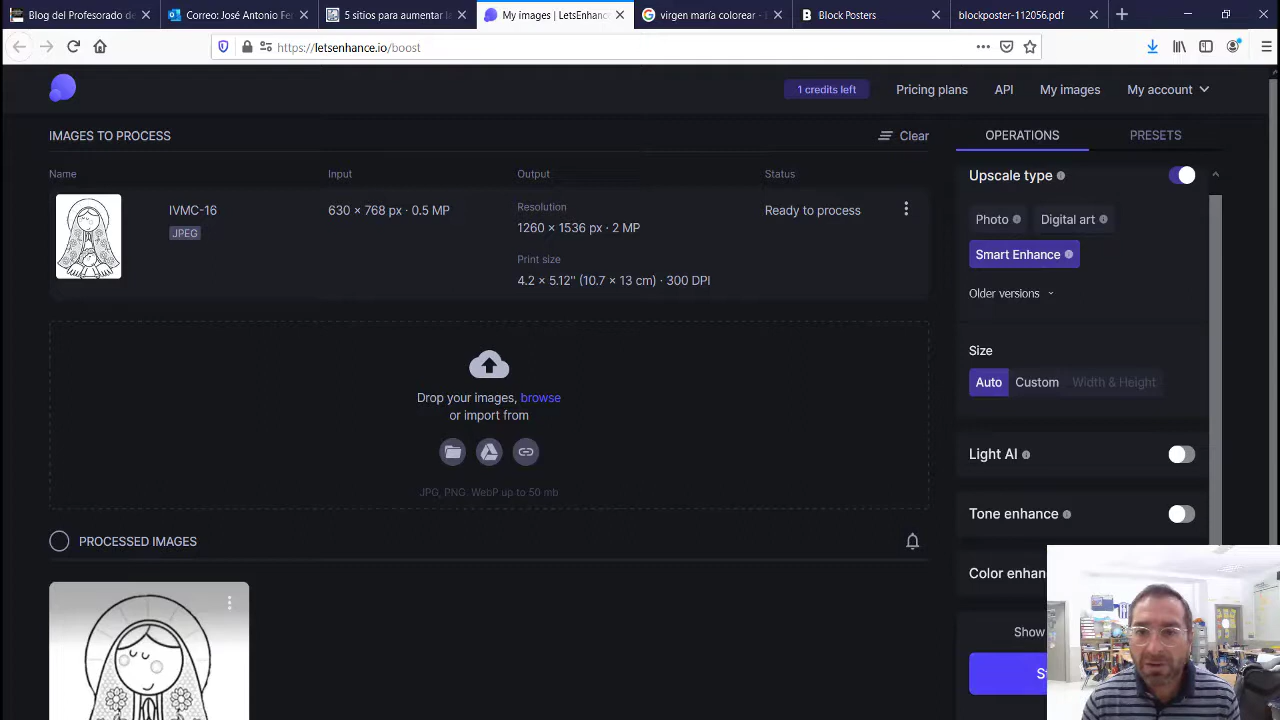 Blog del Profesorado de
Correo: José Antonio Fer
5 sitios para aumentar l
My images | LetsEnhance
virgen maría colorear - 
Block Posters
blockposter-112056.pdf
https://letsenhance.io/boost
1 credits left
Pricing plans
API
My images
My account
IMAGES TO PROCESS
Clear
OPERATIONS
PRESETS
Name
Input
Output
Status
Upscale type
IVMC-16
JPEG
630 × 768 px · 0.5 MP
Resolution
1260 × 1536 px · 2 MP
Print size
4.2 × 5.12" (10.7 × 13 cm) · 300 DPI
Ready to process
Photo
Digital art
Smart Enhance
Older versions
Size
Auto
Custom
Width & Height
Drop your images, browse
or import from
JPG, PNG. WebP up to 50 mb
Light AI
Tone enhance
Color enhan
Show
PROCESSED IMAGES